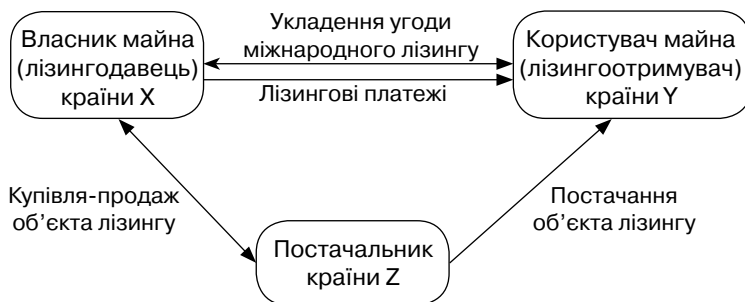 Власник майна
(лізингодавець)
країни X
Укладення угоди
міжнародного лізингу
Лізингові платежі
Користувач майна
(лізингоотримувач)
країни Y
Купівля-продаж
об’єкта лізингу
Постачання
об’єкта лізингу
Постачальник
країни Z